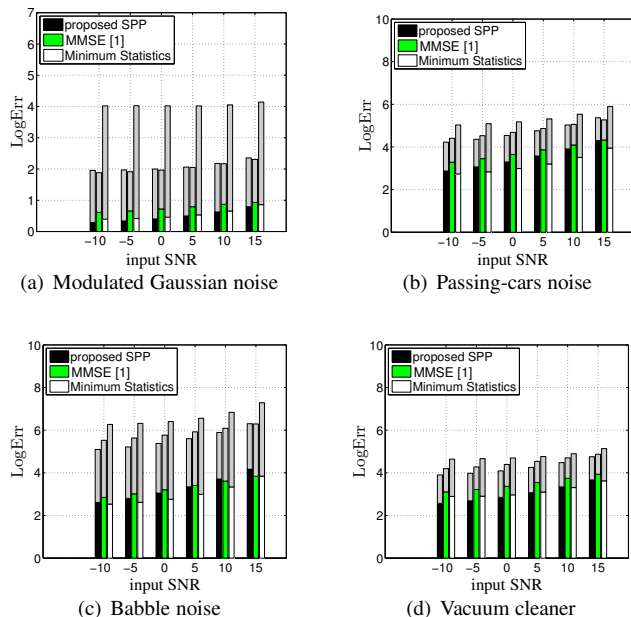 7
6
5
4
3
2
1
0
LogErr
proposed SPP
MMSE [1]
Minimum Statistics
−10 −5 0 5 10 15
input SNR
(a) Modulated Gaussian noise
10
8
6
4
2
0
LogErr
proposed SPP
MMSE [1]
Minimum Statistics
−10 −5 0 5 10 15
input SNR
(b) Passing-cars noise
10
8
6
4
2
0
LogErr
proposed SPP
MMSE [1]
Minimum Statistics
−10 −5 0 5 10 15
input SNR
(c) Babble noise
10
8
6
4
2
0
LogErr
proposed SPP
MMSE [1]
Minimum Statistics
−10 −5 0 5 10 15
input SNR
(d) Vacuum cleaner